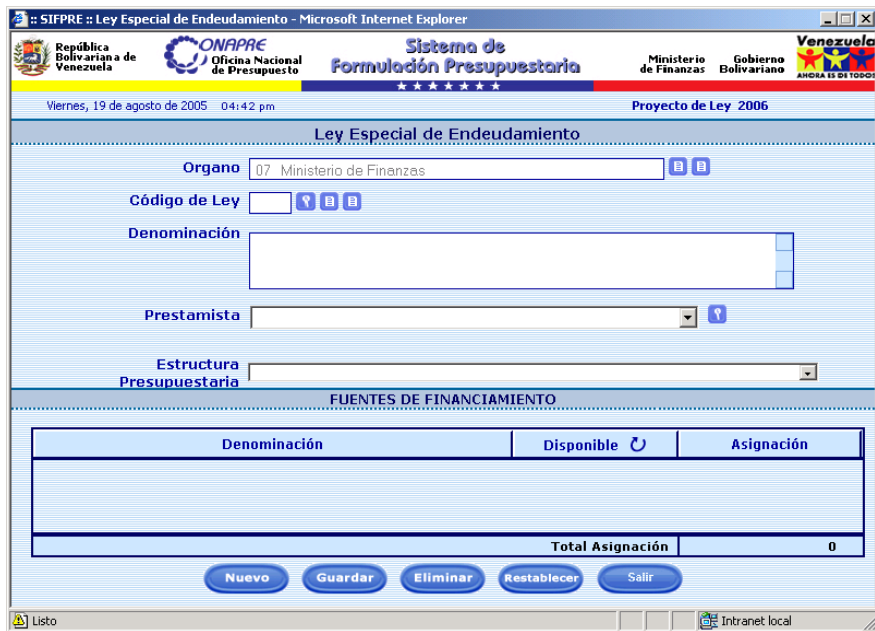 :: SIFPRE :: Ley Especial de Endeudamiento - Microsoft Internet Explorer
República
Bolivariana de
Venezuela
ONAPRE
Oficina Nacional
de Presupuesto
Sistema de
Formulación Presupuestaria
Ministerio
de Finanzas
Gobierno
Bolivariano
Venezuela
AHORA ES DE TODOS
Viernes, 19 de agosto de 2005 04:42 pm
Proyecto de Ley 2006
Ley Especial de Endeudamiento
Organo 07 Ministerio de Finanzas
Código de Ley
Denominación
Prestamista
Estructura
Presupuestaria
FUENTES DE FINANCIAMIENTO
Denominación Disponible Asignación
Total Asignación 0
Nuevo Guardar Eliminar Restablecer Salir
Listo Intranet local